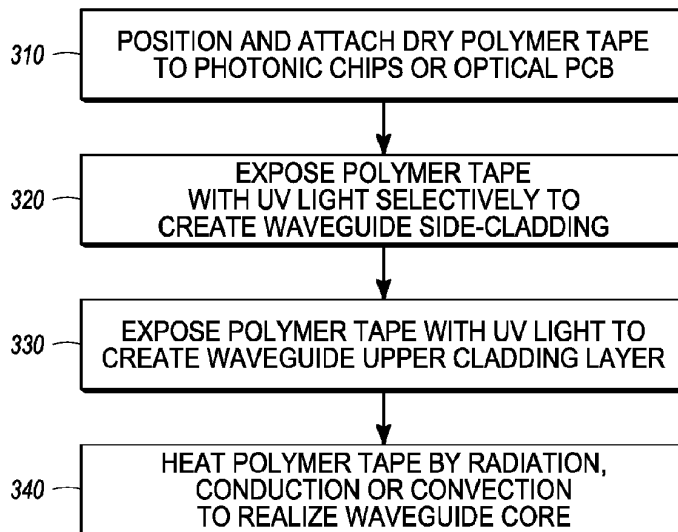 310
POSITION AND ATTACH DRY POLYMER TAPE
TO PHOTONIC CHIPS OR OPTICAL PCB
320
EXPOSE POLYMER TAPE
WITH UV LIGHT SELECTIVELY TO
CREATE WAVEGUIDE SIDE-CLADDING
330
EXPOSE POLYMER TAPE WITH UV LIGHT TO
CREATE WAVEGUIDE UPPER CLADDING LAYER
340
HEAT POLYMER TAPE BY RADIATION,
CONDUCTION OR CONVECTION
TO REALIZE WAVEGUIDE CORE